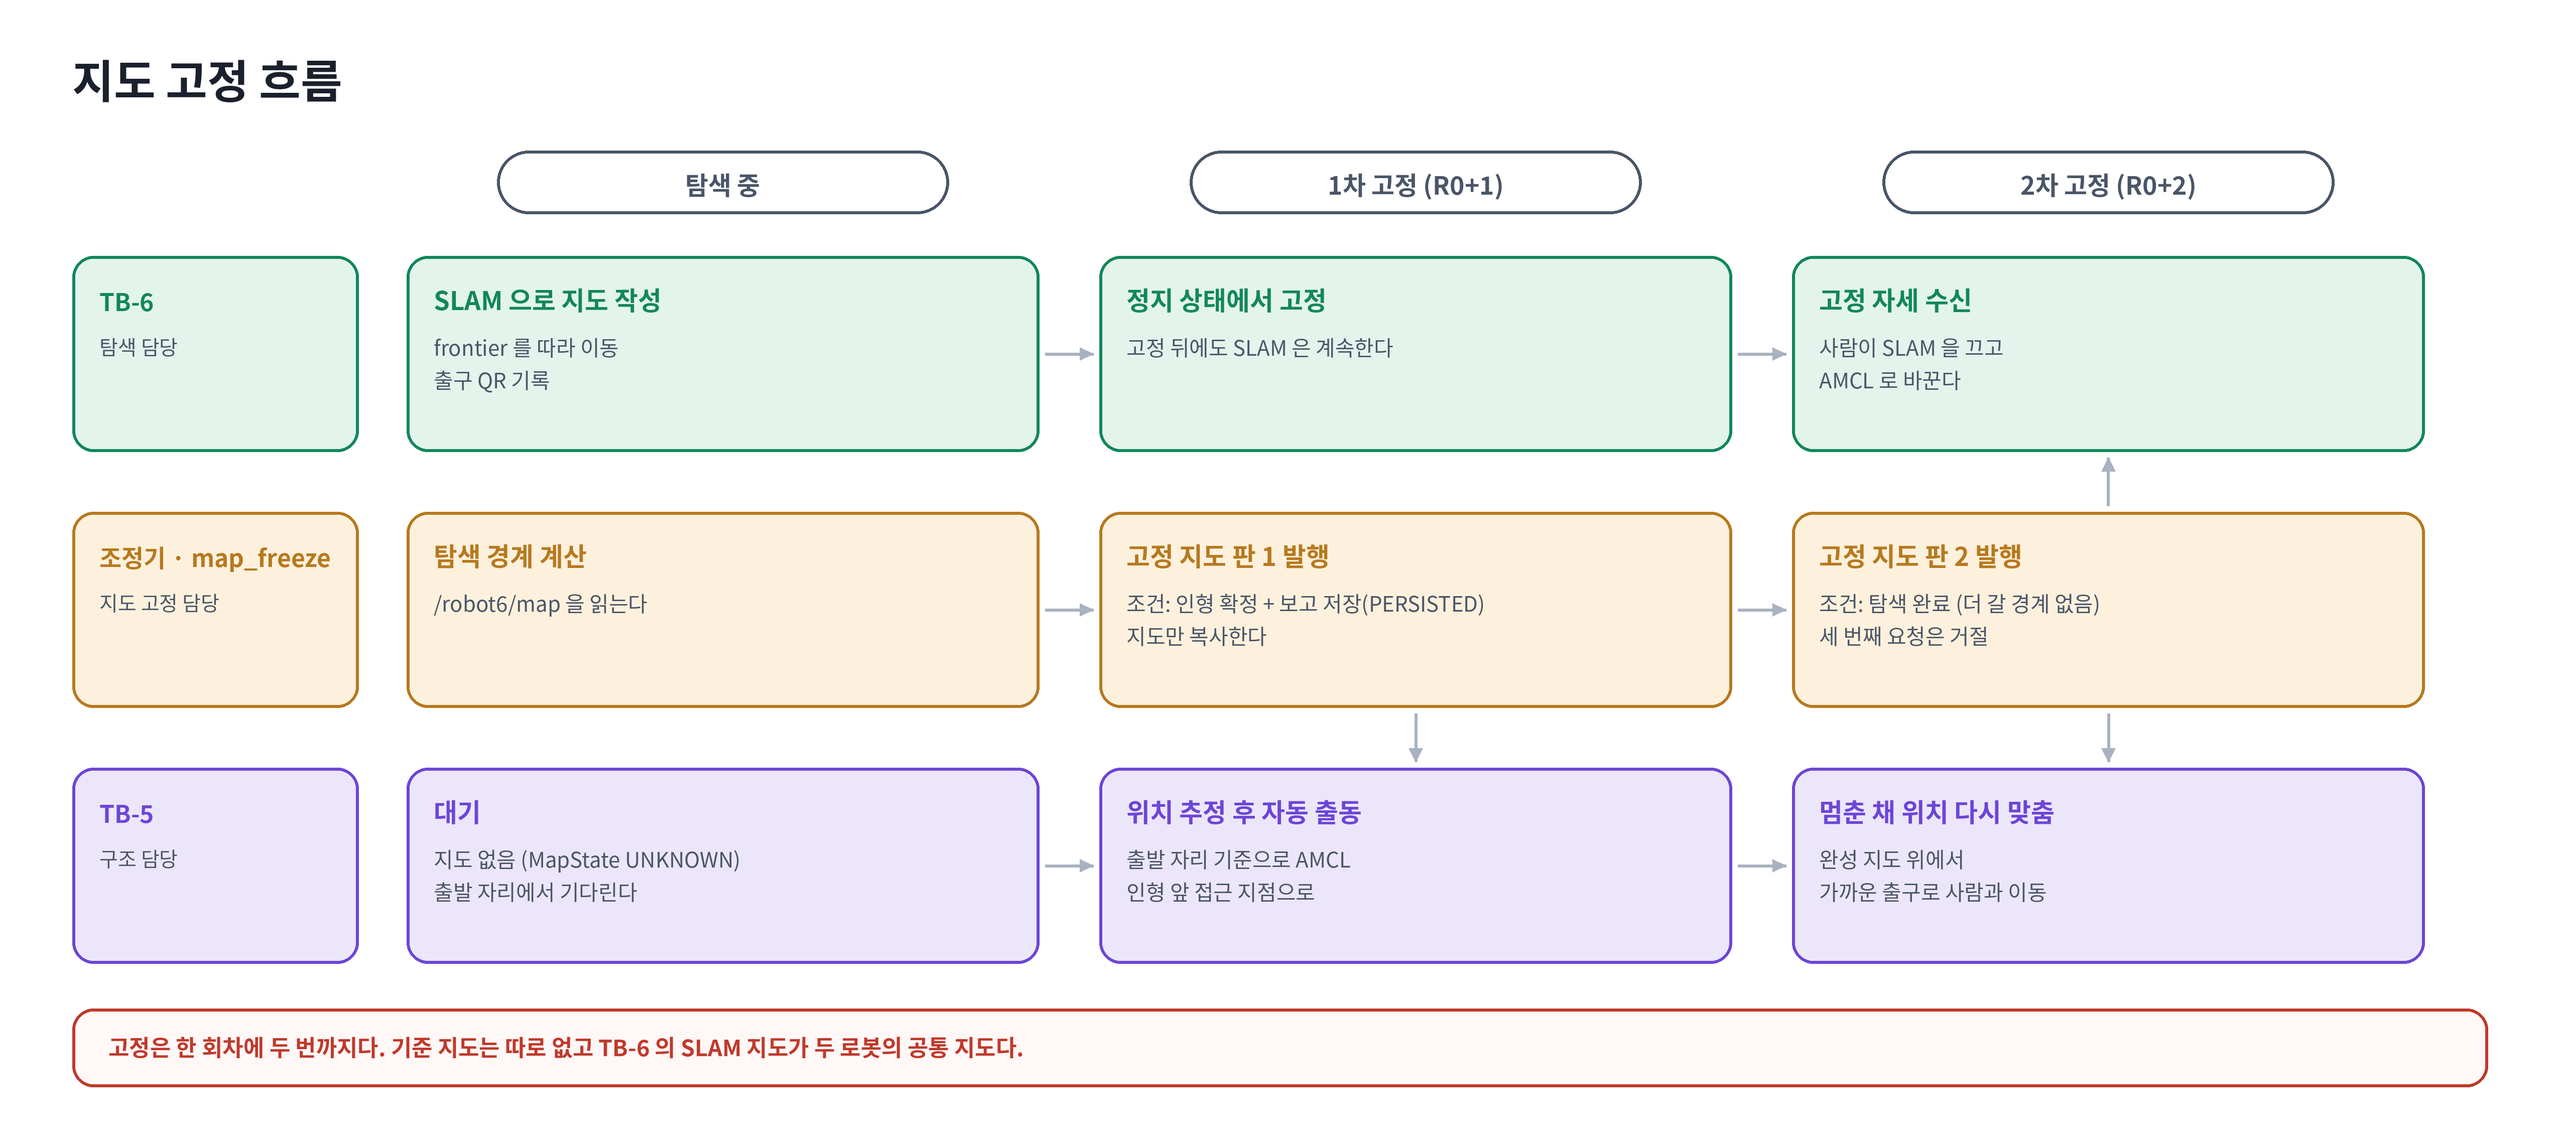 지도 고정 흐름
탐색 중
1차 고정 (R0+1)
2차 고정 (R0+2)
TB-6
탐색 담당
SLAM 으로 지도 작성
frontier 를 따라 이동
출구 QR 기록
정지 상태에서 고정
고정 뒤에도 SLAM 은 계속한다
고정 자세 수신
사람이 SLAM 을 끄고
AMCL 로 바꾼다
조정기 · map_freeze
지도 고정 담당
탐색 경계 계산
/robot6/map 을 읽는다
고정 지도 판 1 발행
조건: 인형 확정 + 보고 저장(PERSISTED)
지도만 복사한다
고정 지도 판 2 발행
조건: 탐색 완료 (더 갈 경계 없음)
세 번째 요청은 거절
TB-5
구조 담당
대기
지도 없음 (MapState UNKNOWN)
출발 자리에서 기다린다
위치 추정 후 자동 출동
출발 자리 기준으로 AMCL
인형 앞 접근 지점으로
멈춘 채 위치 다시 맞춤
완성 지도 위에서
가까운 출구로 사람과 이동
고정은 한 회차에 두 번까지다. 기준 지도는 따로 없고 TB-6 의 SLAM 지도가 두 로봇의 공통 지도다.